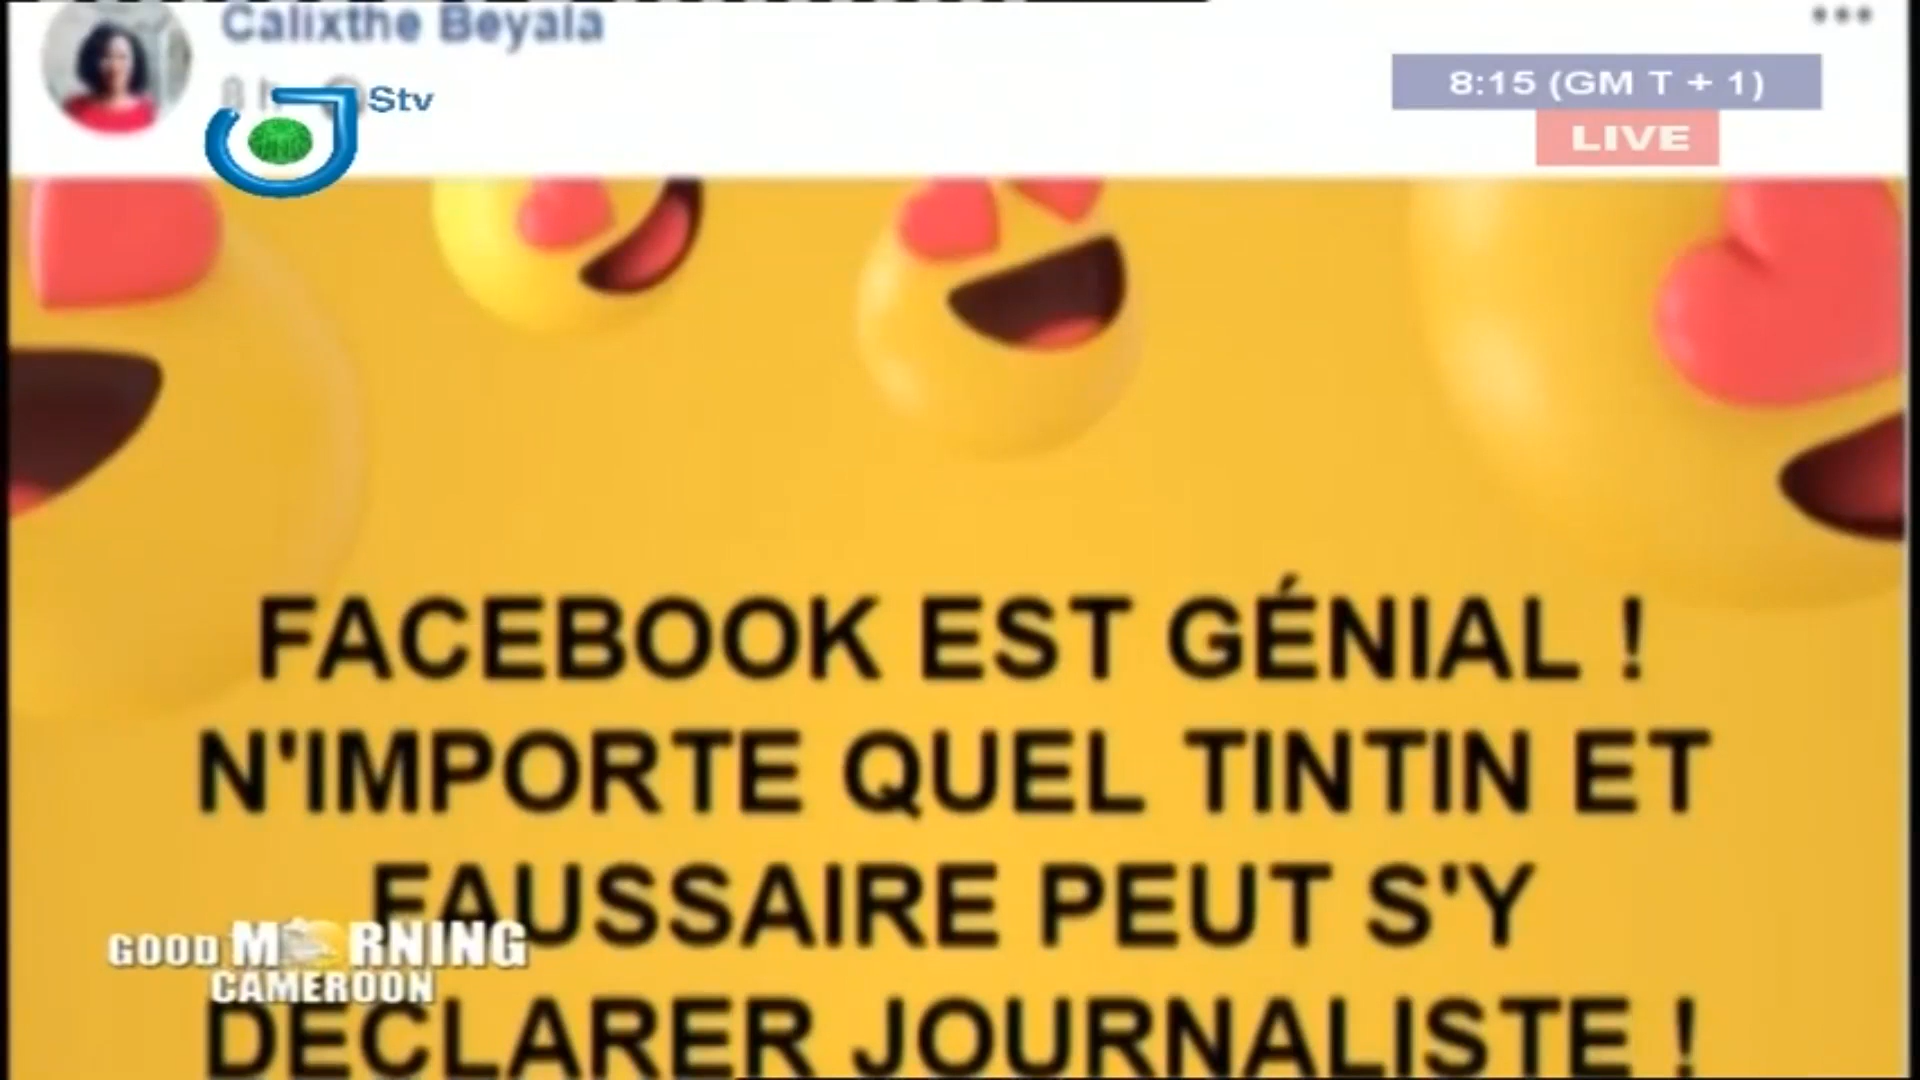 Calixthe Beyala
8 h
Stv
8:15 (GM T + 1)
LIVE
FACEBOOK EST GÉNIAL !
N'IMPORTE QUEL TINTIN ET
FAUSSAIRE PEUT S'Y
DECLARER JOURNALISTE !
GOOD MORNING
CAMEROON